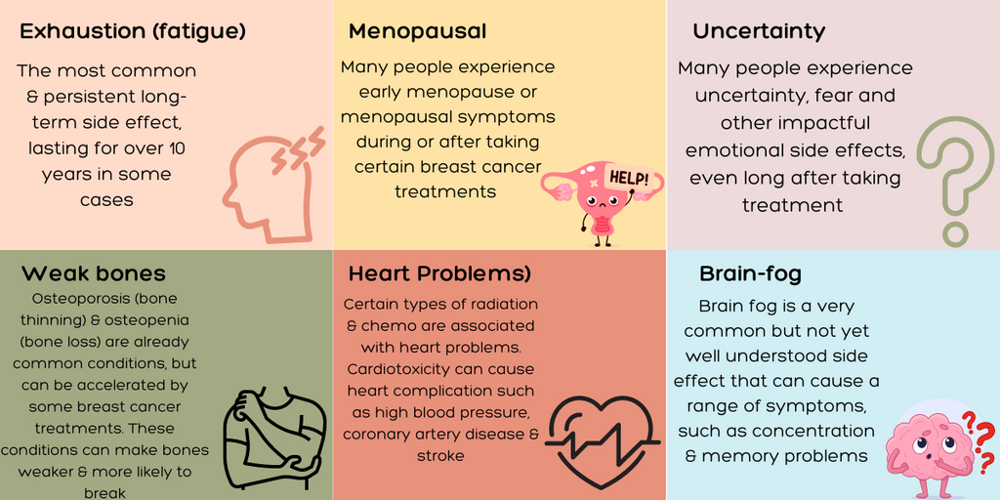 Exhaustion (fatigue)
The most common
& persistent long-
term side effect,
lasting for over 10
years in some
cases
Menopausal
Many people experience
early menopause or
menopausal symptoms
during or after taking
certain breast cancer
treatments
HELP!
Uncertainty
Many people experience
uncertainty, fear and
other impactful
emotional side effects,
even long after taking
treatment
Weak bones
Osteoporosis (bone
thinning) & osteopenia
(bone loss) are already
common conditions, but
can be accelerated by
some breast cancer
treatments. These
conditions can make bones
weaker & more likely to
break
Heart Problems)
Certain types of radiation
& chemo are associated
with heart problems.
Cardiotoxicity can cause
heart complication such
as high blood pressure,
coronary artery disease &
stroke
Brain-fog
Brain fog is a very
common but not yet
well understood side
effect that can cause a
range of symptoms,
such as concentration
& memory problems